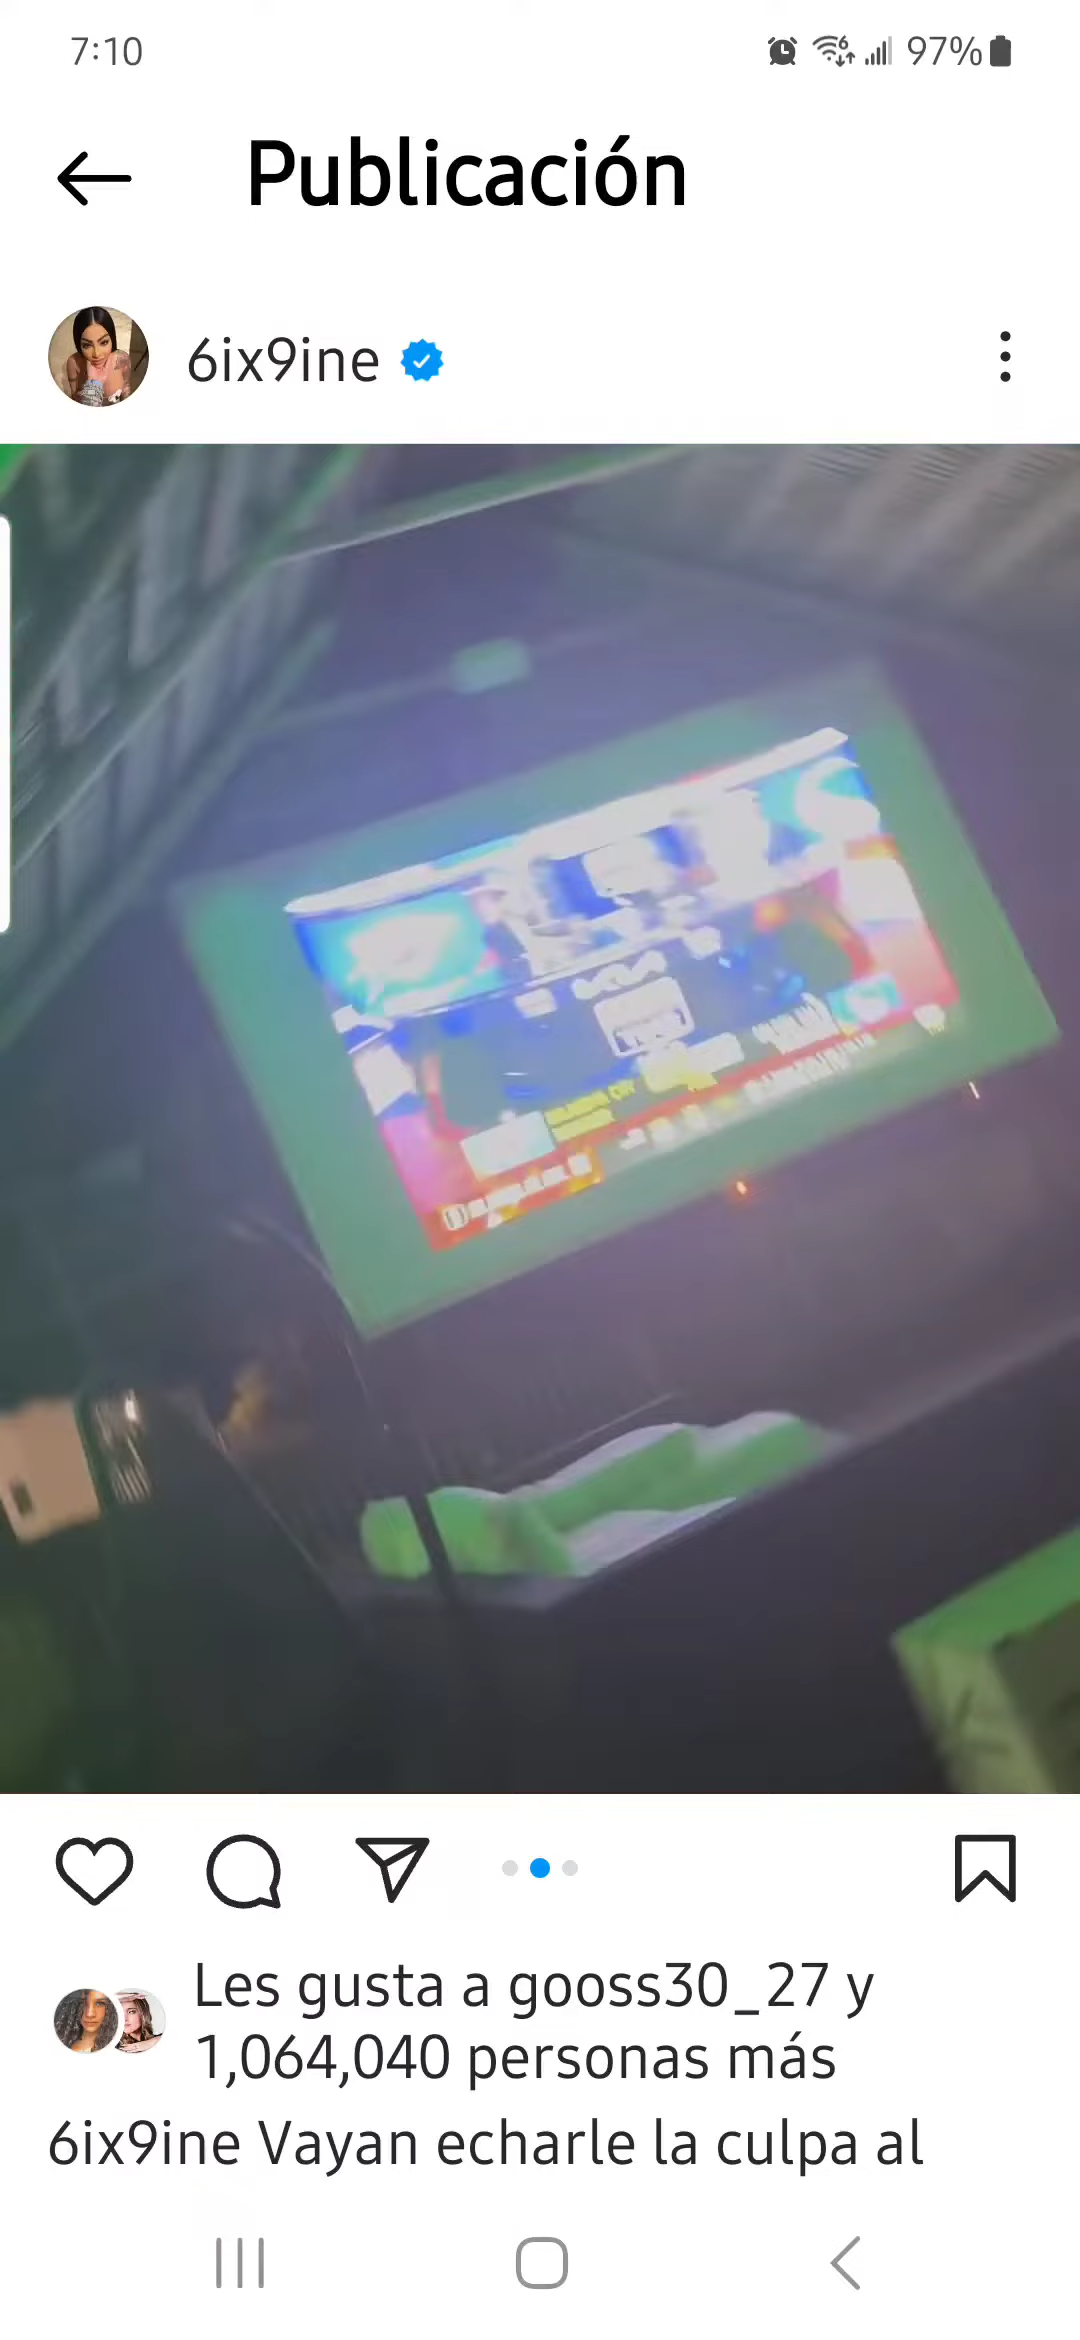 7:10
6
97%
Publicación
6ix9ine
Les gusta a gooss30_27 y
1,064,040 personas más
6ix9ine Vayan echarle la culpa al